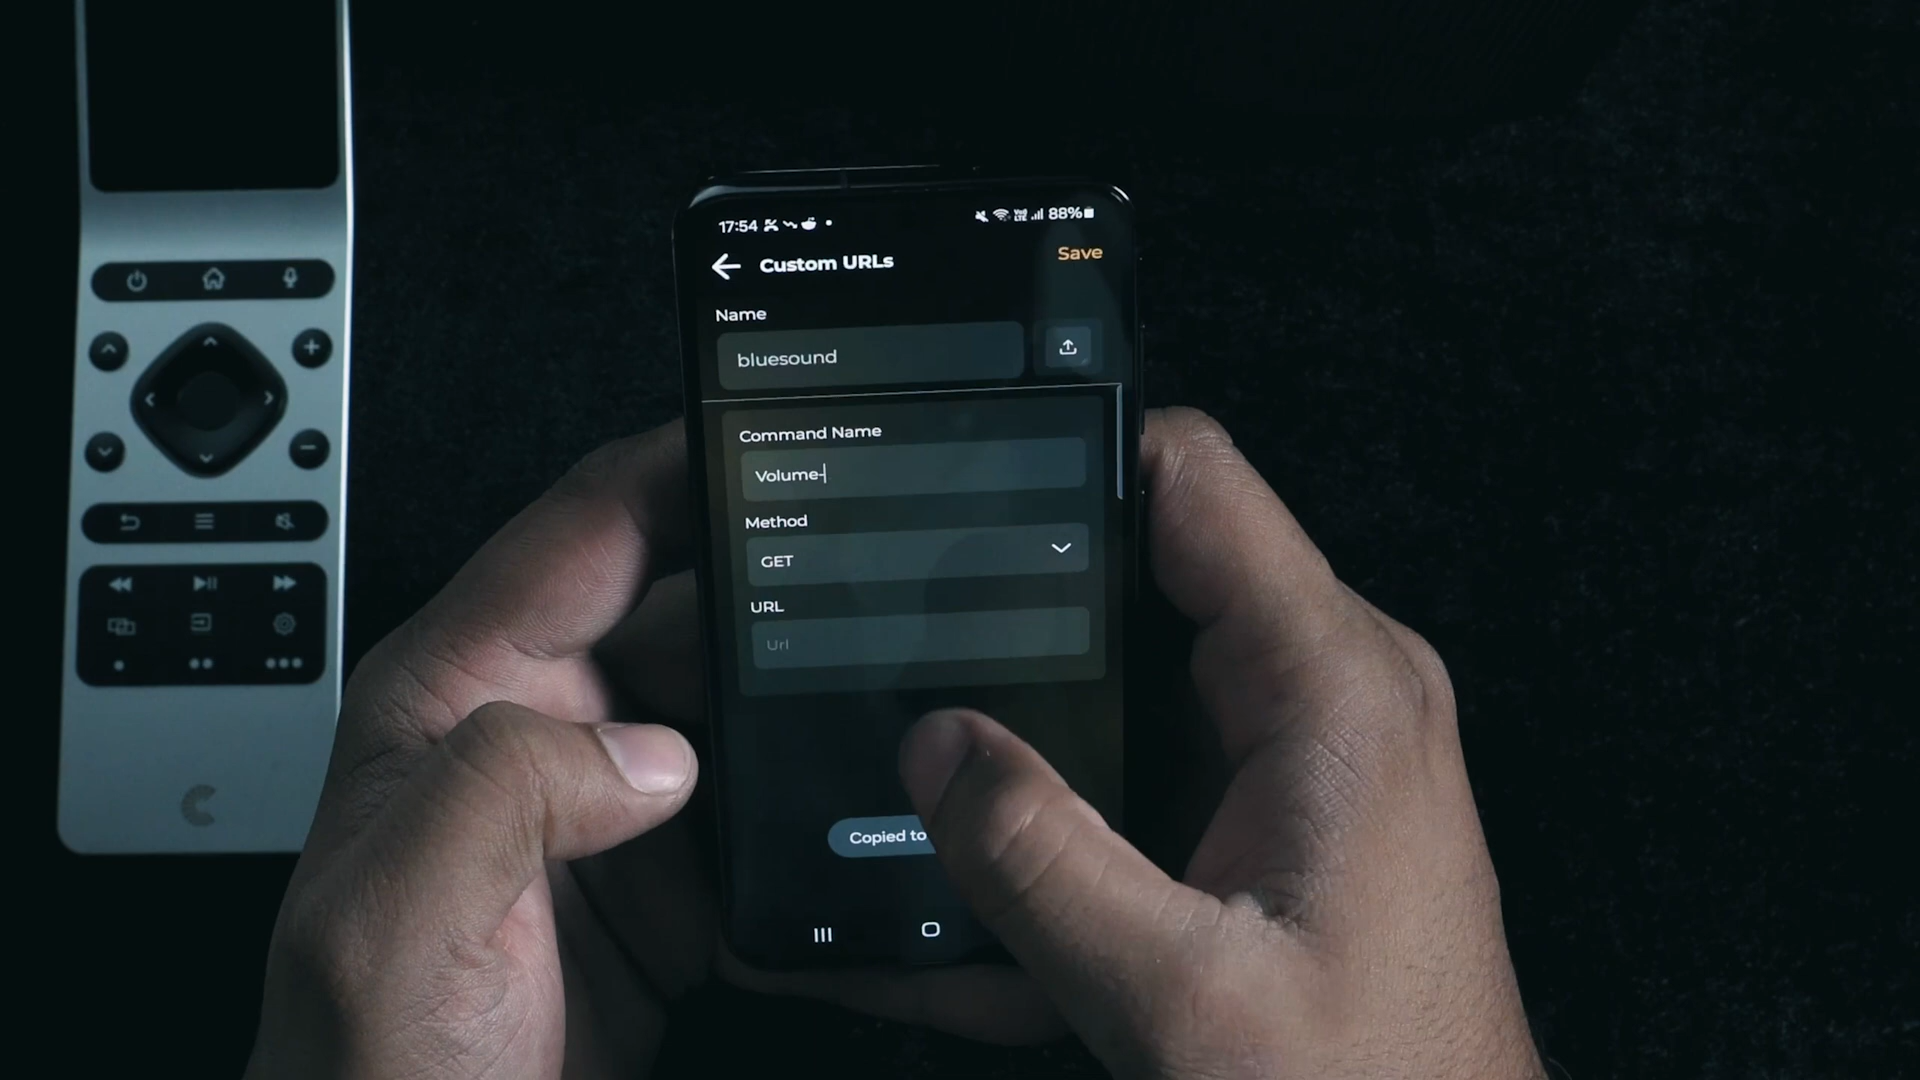 17:54
88%
Custom URLs
Save
Name
bluesound
Command Name
Volume-
Method
GET
URL
Url
Copied to